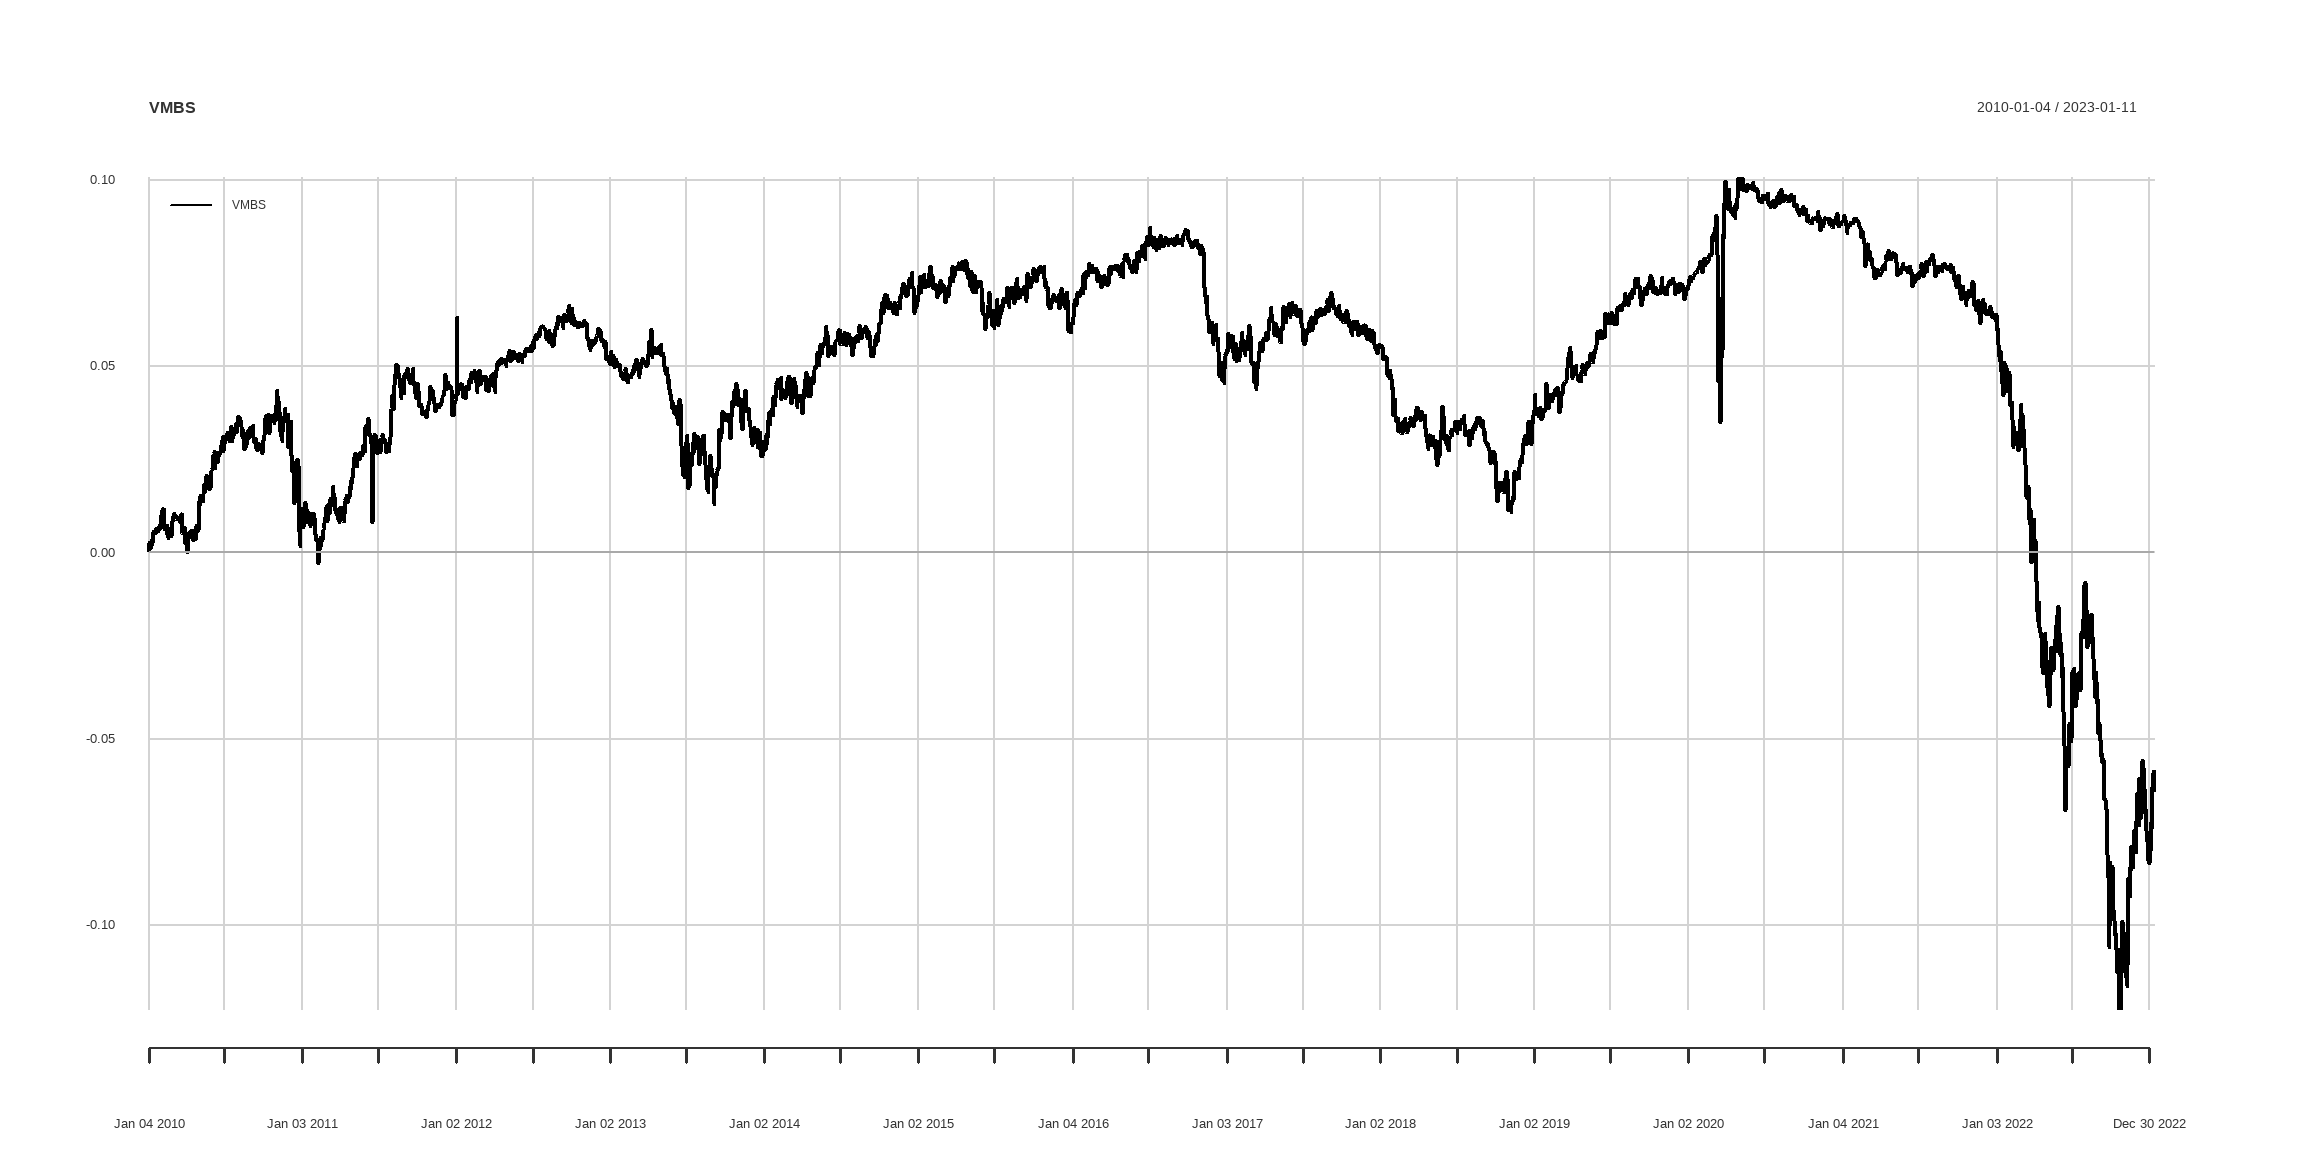 VMBS
2010-01-04 / 2023-01-11
0.10
VMBS
0.05
0.00
-0.05
-0.10
Jan 04 2010
Jan 03 2011
Jan 02 2012
Jan 02 2013
Jan 02 2014
Jan 02 2015
Jan 04 2016
Jan 03 2017
Jan 02 2018
Jan 02 2019
Jan 02 2020
Jan 04 2021
Jan 03 2022
Dec 30 2022